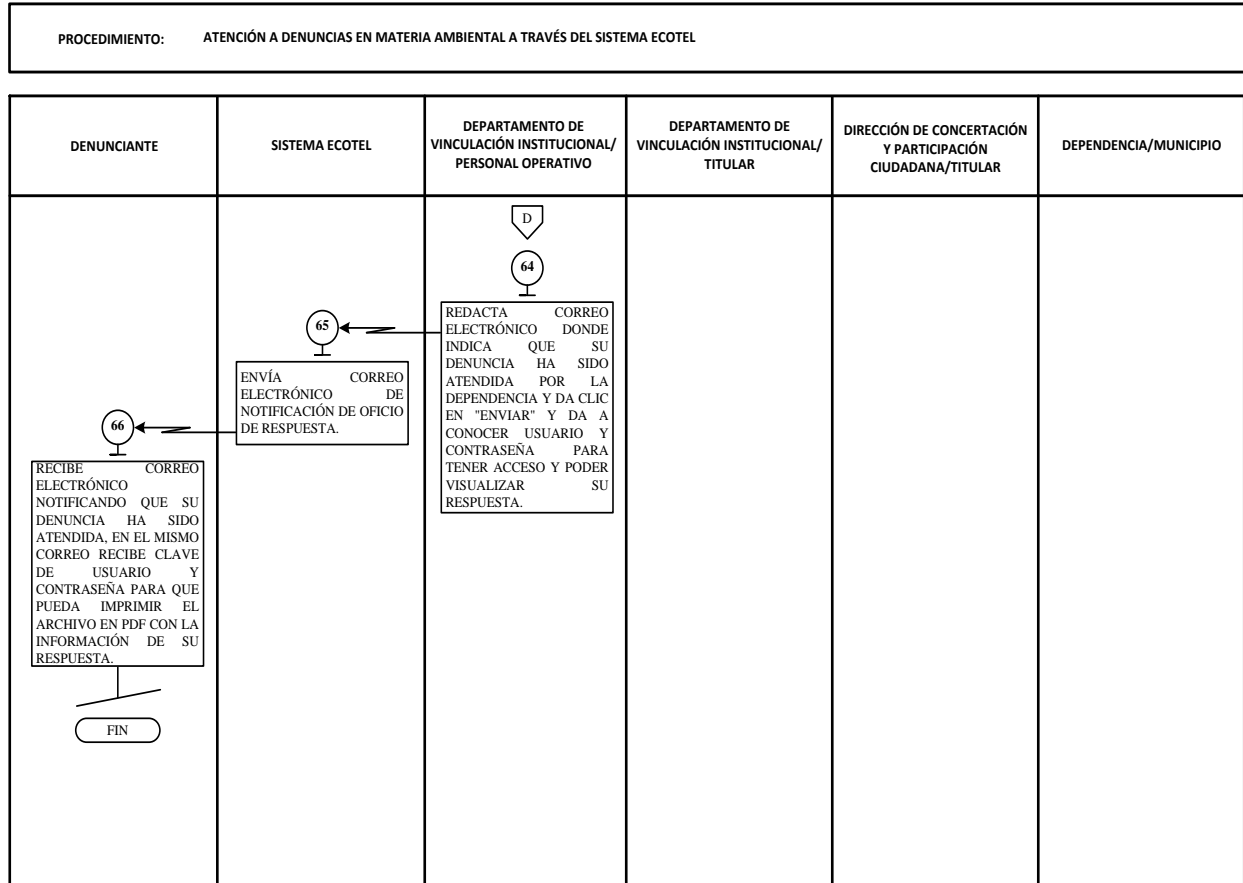 PROCEDIMIENTO: ATENCIÓN A DENUNCIAS EN MATERIA AMBIENTAL A TRAVÉS DEL SISTEMA ECOTEL
DENUNCIANTE
SISTEMA ECOTEL
DEPARTAMENTO DE
VINCULACIÓN INSTITUCIONAL/
PERSONAL OPERATIVO
DEPARTAMENTO DE
VINCULACIÓN INSTITUCIONAL/
TITULAR
DIRECCIÓN DE CONCERTACIÓN
Y PARTICIPACIÓN
CIUDADANA/TITULAR
DEPENDENCIA/MUNICIPIO
D
64
REDACTA CORREO
ELECTRÓNICO DONDE
INDICA QUE SU
DENUNCIA HA SIDO
ATENDIDA POR LA
DEPENDENCIA Y DA CLIC
EN "ENVIAR" Y DA A
CONOCER USUARIO Y
CONTRASEÑA PARA
TENER ACCESO Y PODER
VISUALIZAR SU
RESPUESTA.
65
ENVÍA CORREO
ELECTRÓNICO DE
NOTIFICACIÓN DE OFICIO
DE RESPUESTA.
66
RECIBE CORREO
ELECTRÓNICO
NOTIFICANDO QUE SU
DENUNCIA HA SIDO
ATENDIDA, EN EL MISMO
CORREO RECIBE CLAVE
DE USUARIO Y
CONTRASEÑA PARA QUE
PUEDA IMPRIMIR EL
ARCHIVO EN PDF CON LA
INFORMACIÓN DE SU
RESPUESTA.
FIN